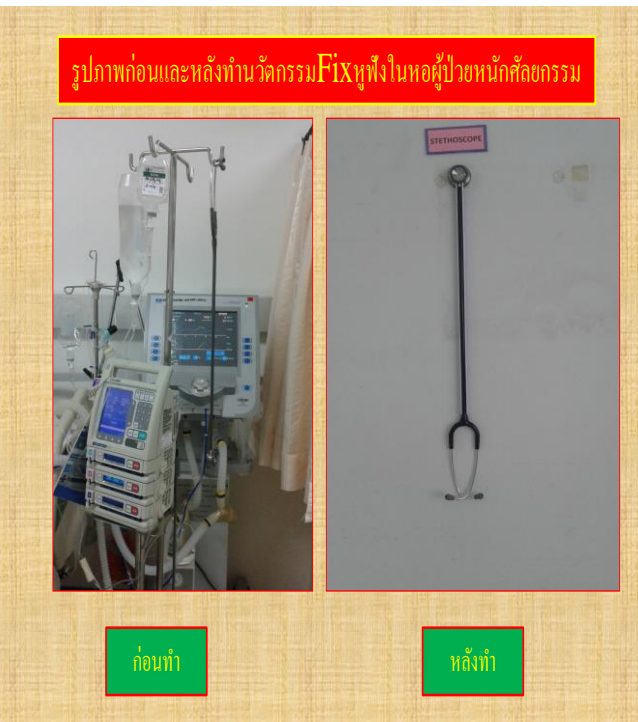 รูปภาพก่อนและหลังทำนวัตกรรมFixหูฟังในหอผู้ป่วยหนักศัลยกรรม
STETHOSCOPE
ก่อนทำ
หลังทำ